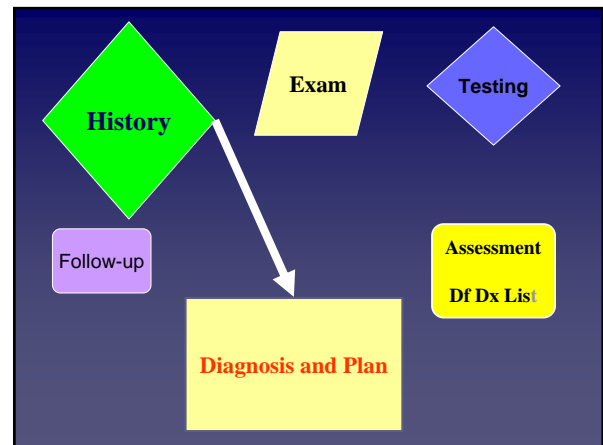 History
Exam
Testing
Follow-up
Assessment
Df Dx List
Diagnosis and Plan